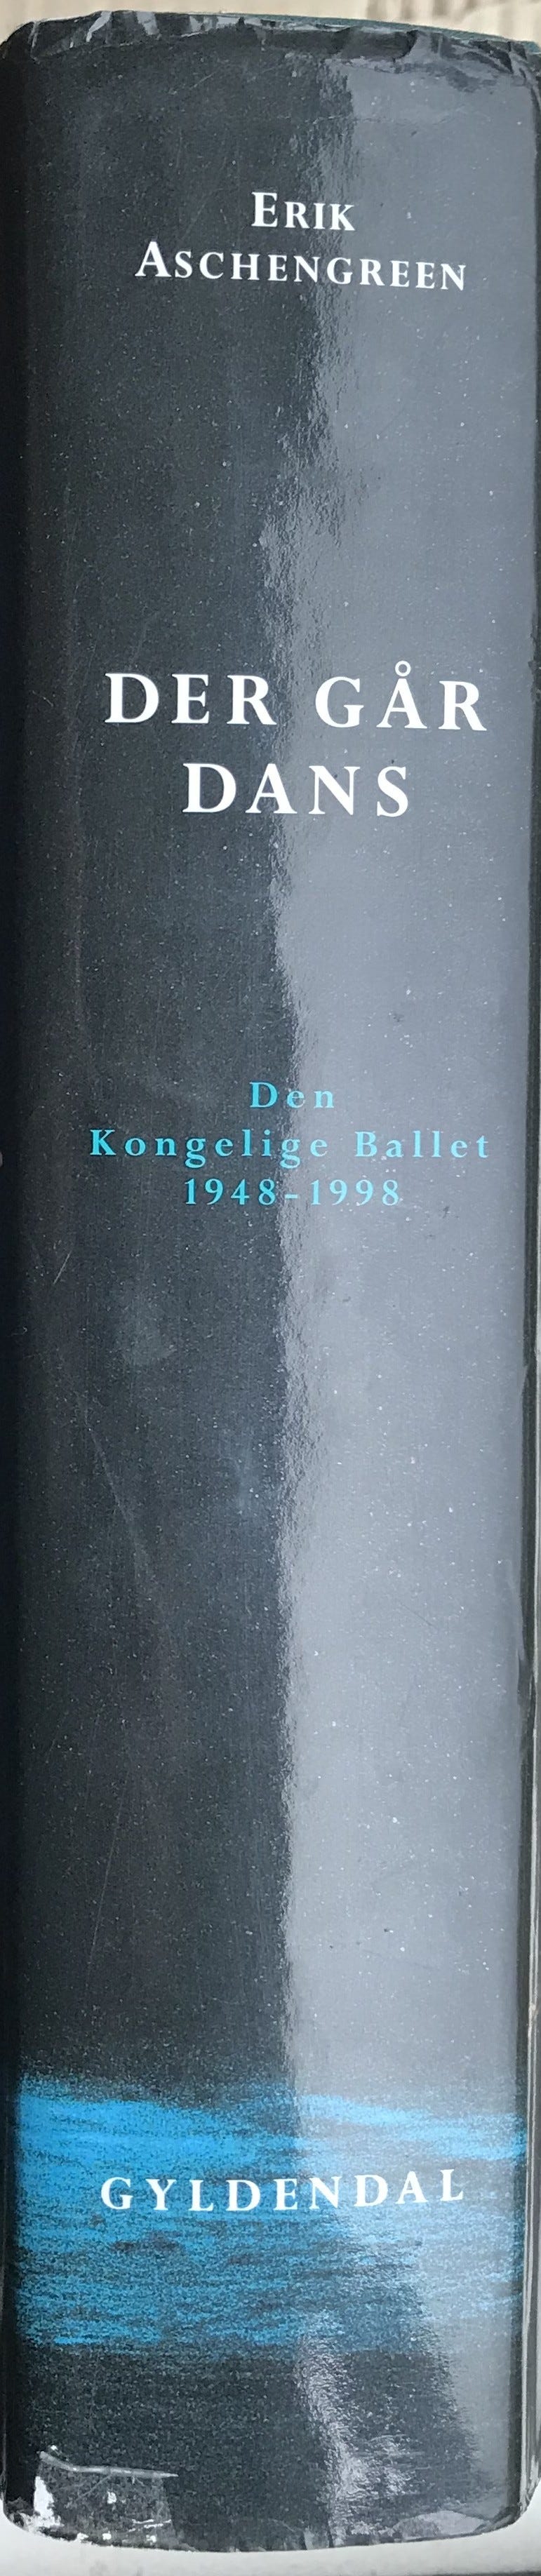 ERIK
ASCHENGREEN
DER GÅR
DANS
Den
Kongelige Ballet
1948-1998
GYLDENDAL